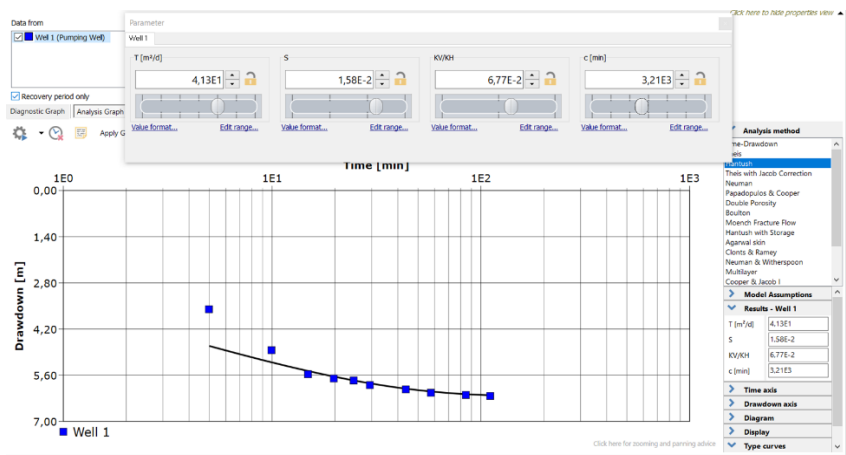 Click here to hide properties view
Data from
Well 1 (Pumping Well)
Recovery period only
Diagnostic Graph
Analysis Graph
Apply G
Parameter
Well 1
T [m²/d]
4,13E1
Value format...
Edit range...
S
1,58E-2
Value format...
Edit range...
KV/KH
6,77E-2
Value format...
Edit range...
c [min]
3,21E3
Value format...
Edit range...
Time [min]
1E0
1E1
1E2
1E3
Drawdown [m]
0,00
1,40
2,80
4,20
5,60
7,00
Well 1
Click here for zooming and panning advice
Analysis method
me-Drawdown
heis
Hantush
Theis with Jacob Correction
Neuman
Papadopulos & Cooper
Double Porosity
Boulton
Moench Fracture Flow
Hantush with Storage
Agarwal skin
Clonts & Ramey
Neuman & Witherspoon
Multilayer
Cooper & Jacob I
Model Assumptions
Results - Well 1
T [m²/d]
4,13E1
S
1,58E-2
KV/KH
6,77E-2
c [min]
3,21E3
Time axis
Drawdown axis
Diagram
Display
Type curves